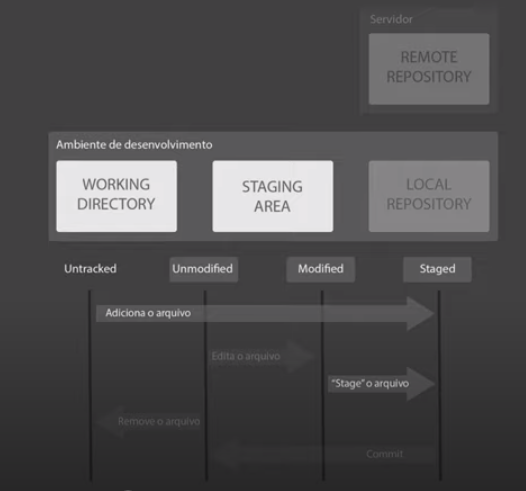 Servidor
REMOTE
REPOSITORY
Ambiente de desenvolvimento
WORKING
DIRECTORY
STAGING
AREA
LOCAL
REPOSITORY
Untracked
Unmodified
Modified
Staged
Adiciona o arquivo
Edita o arquivo
"Stage" o arquivo
Remove o arquivo
Commit